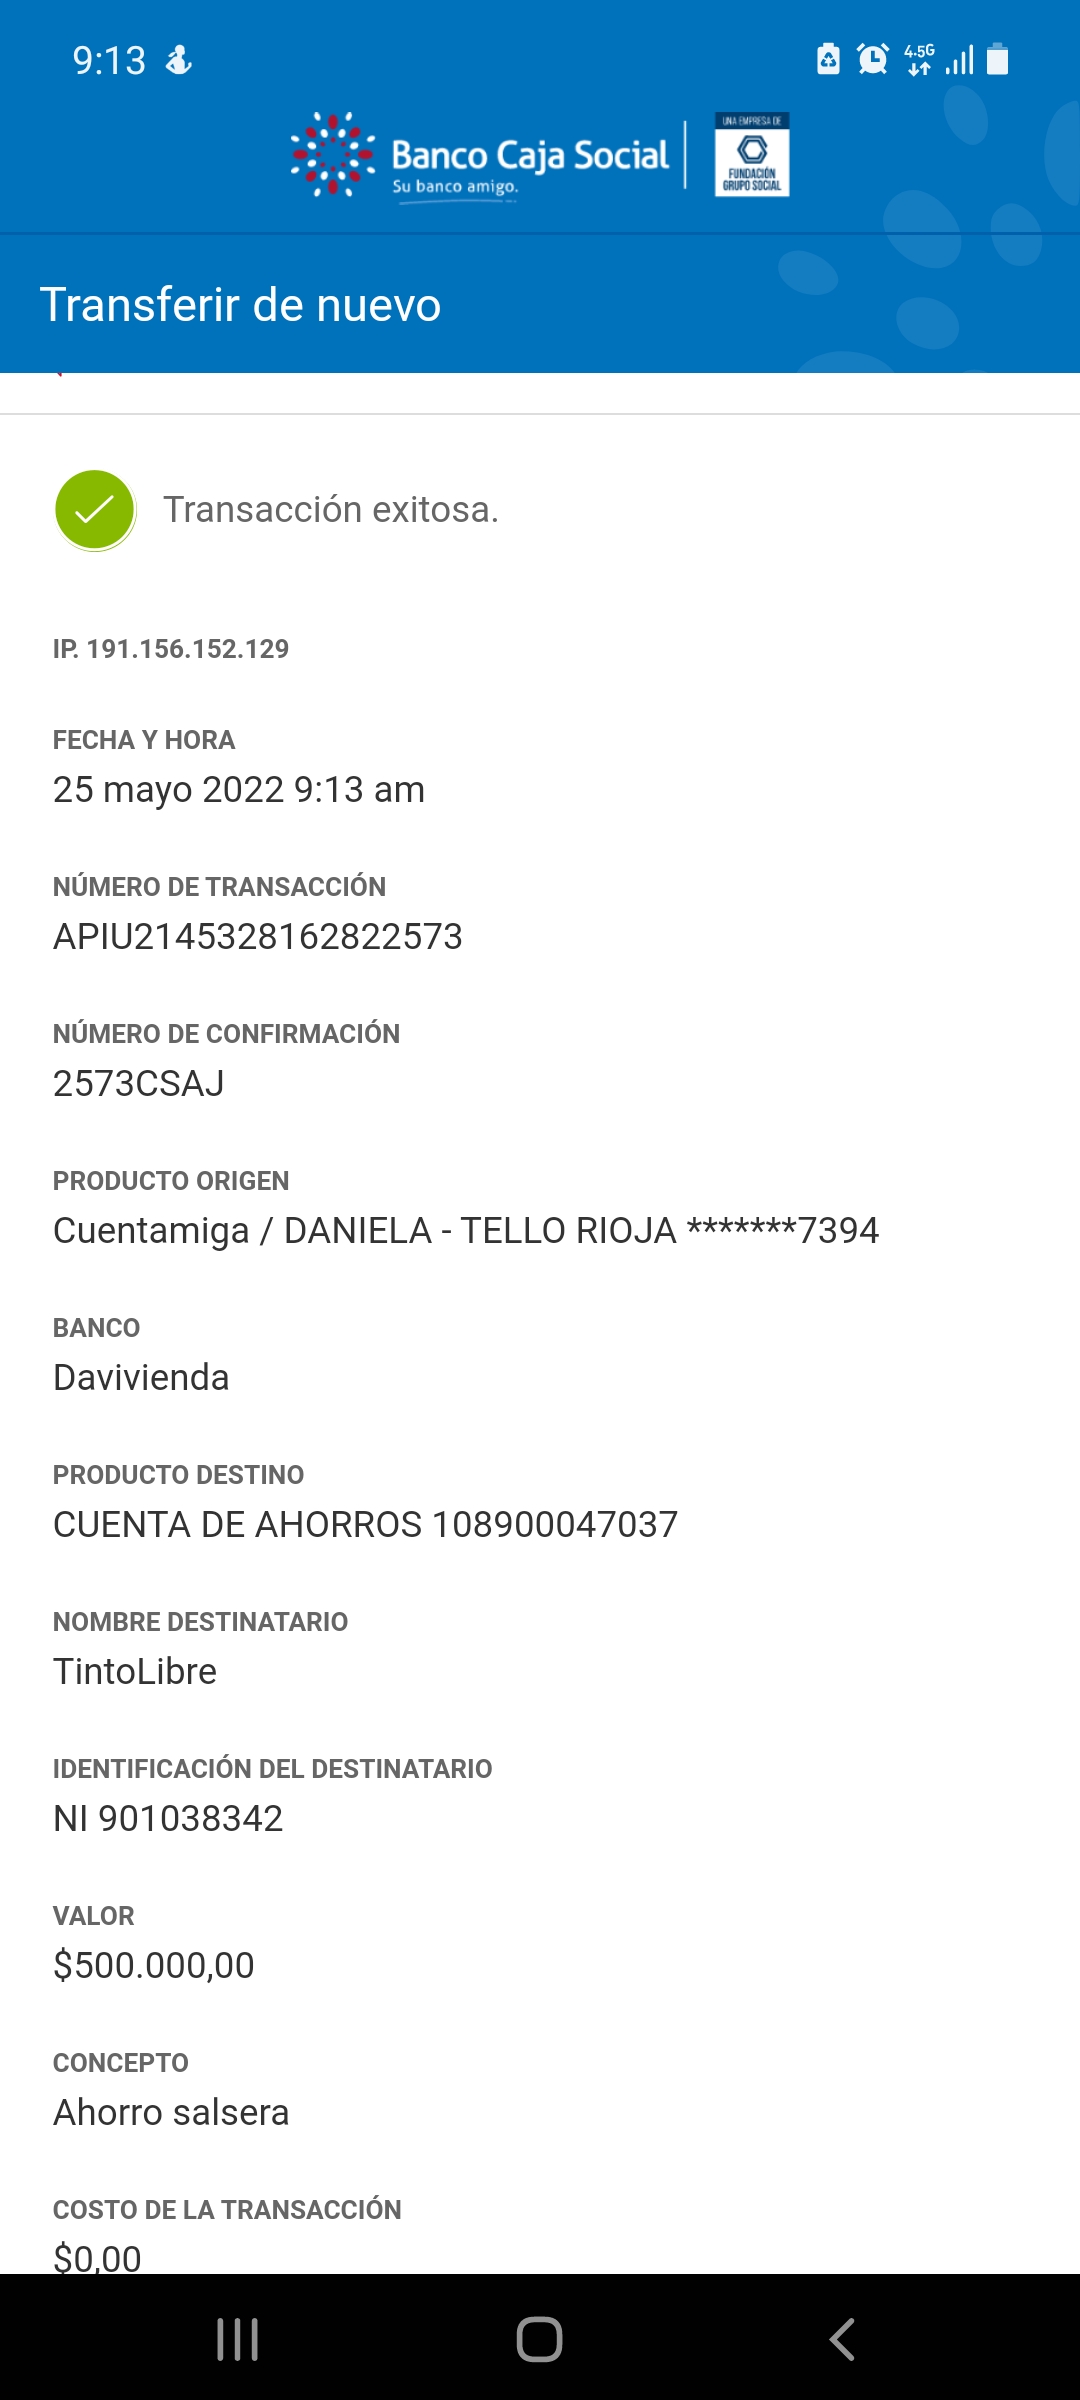 9:13
4.5G
Banco Caja Social
Su banco amigo.
UNA EMPRESA DE
FUNDACIÓN
GRUPO SOCIAL
Transferir de nuevo
Transacción exitosa.
IP. 191.156.152.129
FECHA Y HORA
25 mayo 2022 9:13 am
NÚMERO DE TRANSACCIÓN
APIU2145328162822573
NÚMERO DE CONFIRMACIÓN
2573CSAJ
PRODUCTO ORIGEN
Cuentamiga / DANIELA - TELLO RIOJA *******7394
BANCO
Davivienda
PRODUCTO DESTINO
CUENTA DE AHORROS 108900047037
NOMBRE DESTINATARIO
TintoLibre
IDENTIFICACIÓN DEL DESTINATARIO
NI 901038342
VALOR
$500.000,00
CONCEPTO
Ahorro salsera
COSTO DE LA TRANSACCIÓN
$0,00